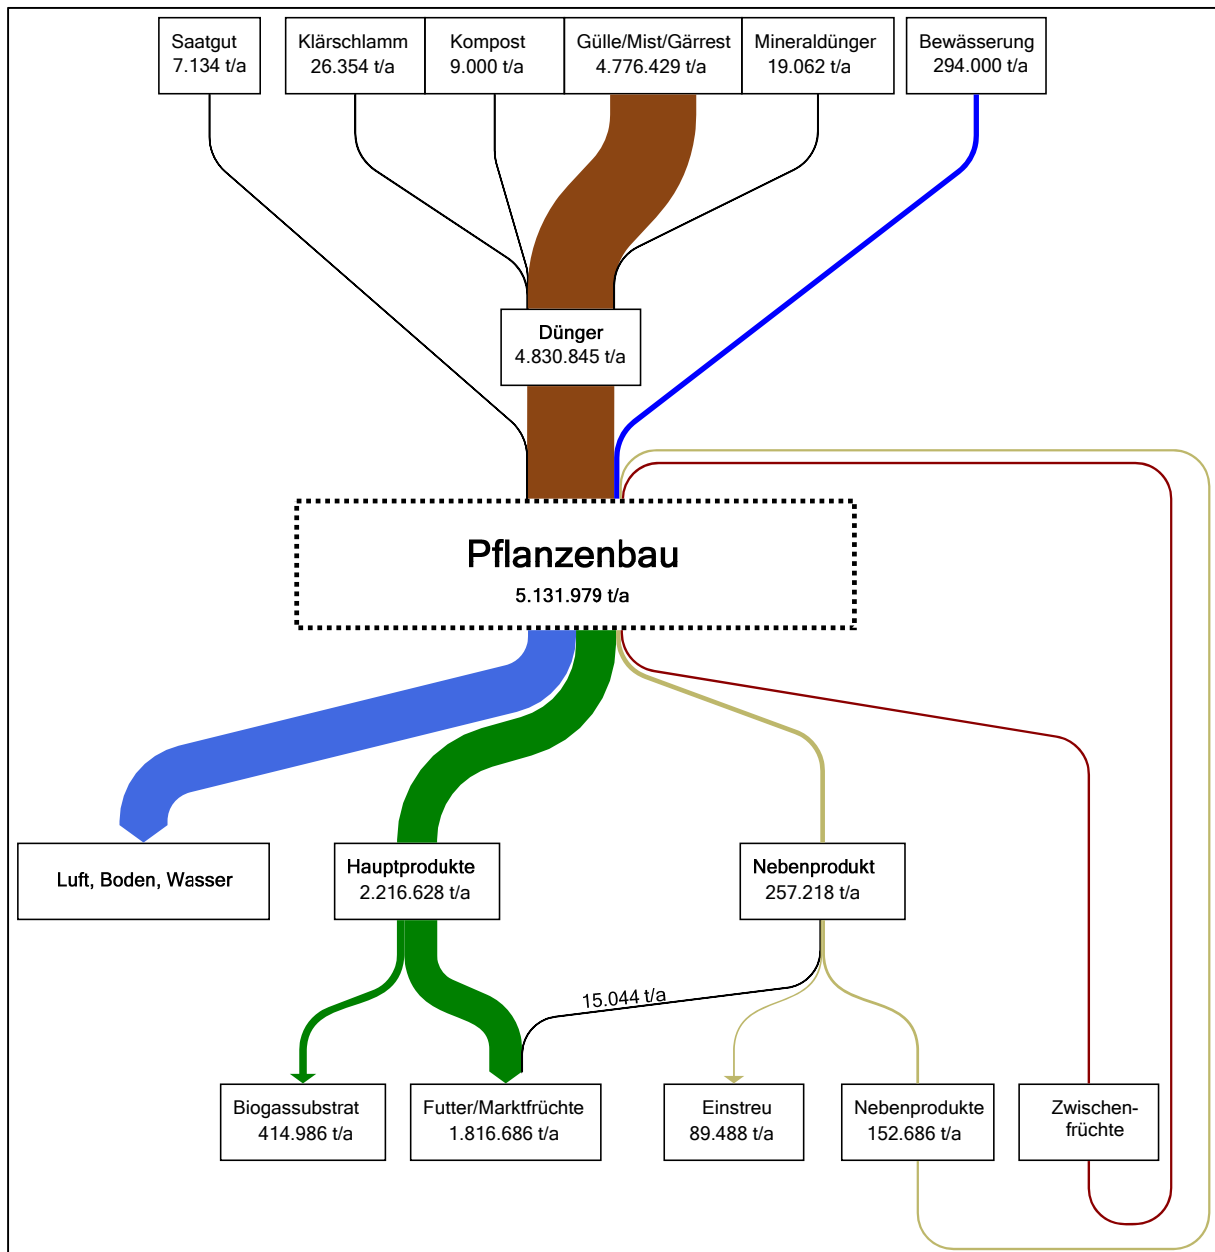 Saatgut
7.134 t/a
Klärschlamm
26.354 t/a
Kompost
9.000 t/a
Gülle/Mist/Gärrest
4.776.429 t/a
Mineraldünger
19.062 t/a
Bewässerung
294.000 t/a
Dünger
4.830.845 t/a
Pflanzenbau
5.131.979 t/a
Luft, Boden, Wasser
Hauptprodukte
2.216.628 t/a
Nebenprodukt
257.218 t/a
15.044 t/a
Biogassubstrat
414.986 t/a
Futter/Marktfrüchte
1.816.686 t/a
Einstreu
89.488 t/a
Nebenprodukte
152.686 t/a
Zwischen-
früchte